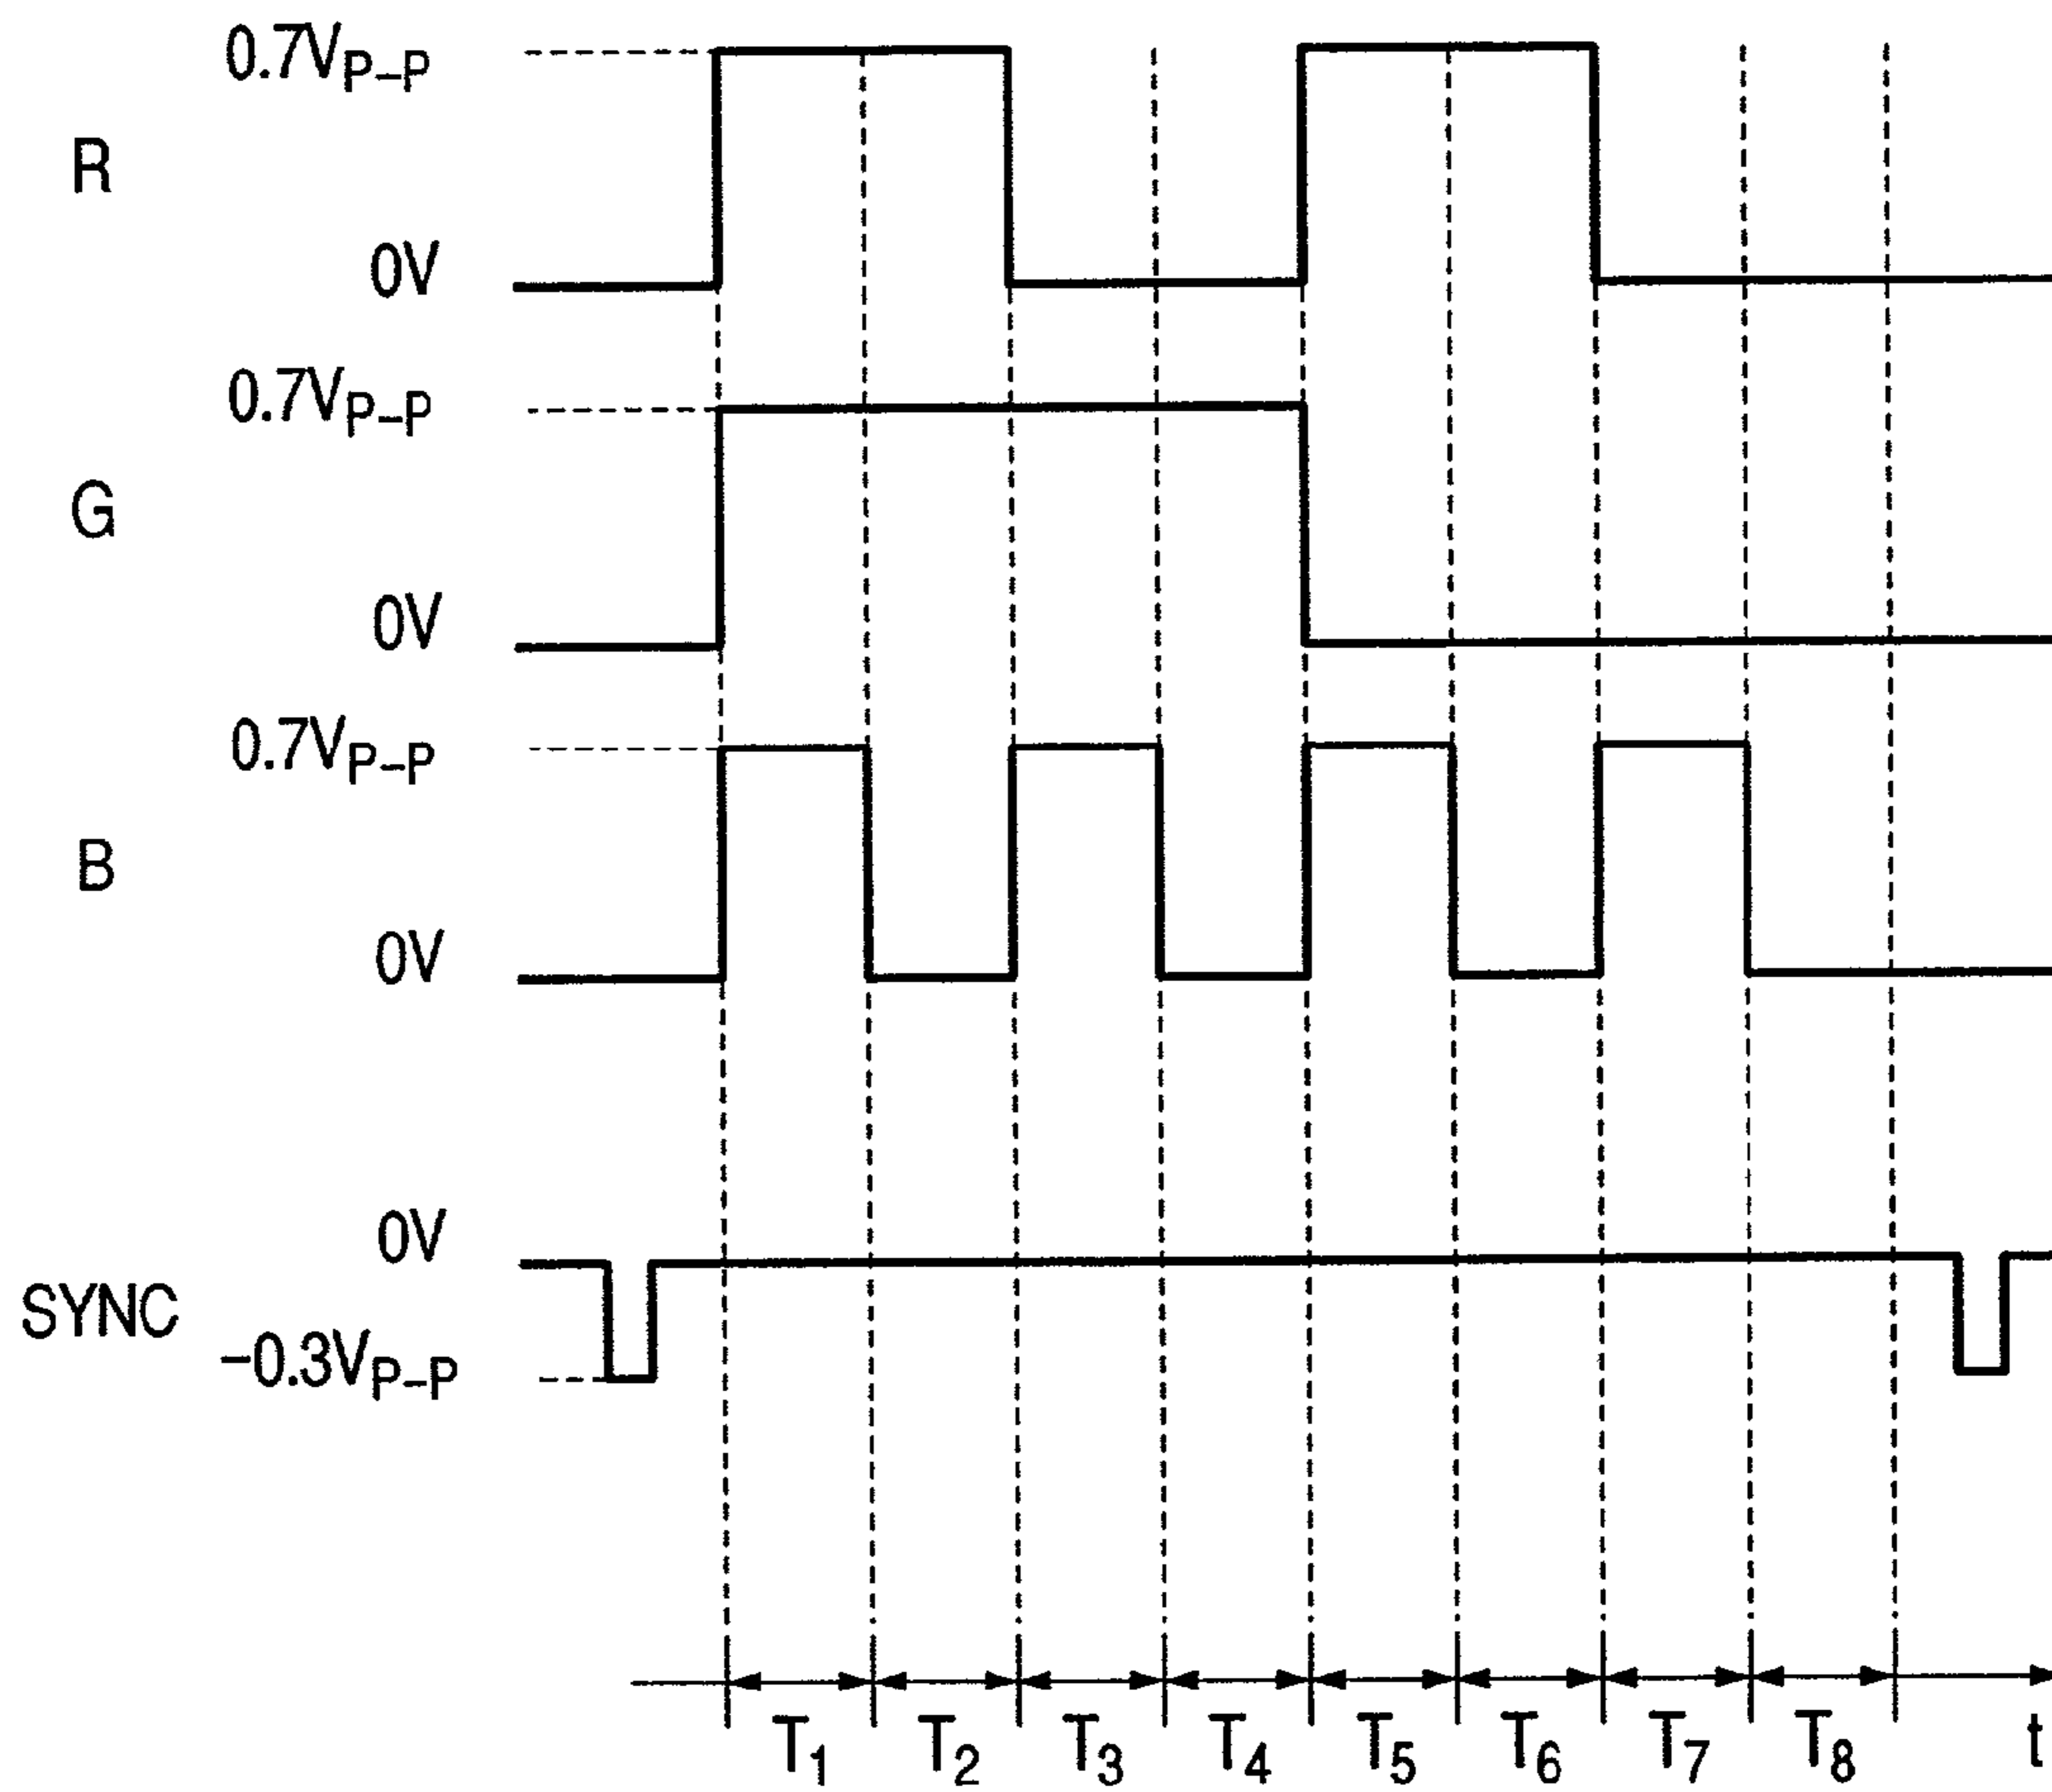 0.7VP-P
R
0V
0.7VP-P
G
0V
0.7VP-P
B
0V
0V
SYNC
-0.3VP-P
T1 T2 T3 T4 T5 T6 T7 T8 t